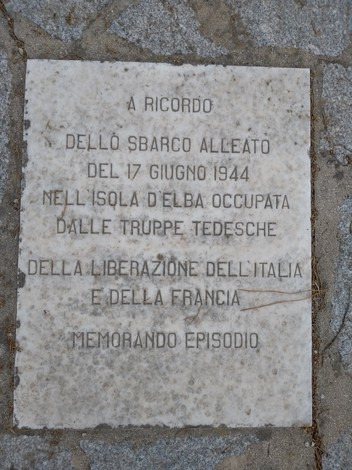 A RICORDO
DELLO SBARCO ALLEATO
DEL 17 GIUGNO 1944
NELL'ISOLA D'ELBA OCCUPATA
DALLE TRUPPE TEDESCHE
DELLA LIBERAZIONE DELL'ITALIA
E DELLA FRANCIA
MEMORANDO EPISODIO